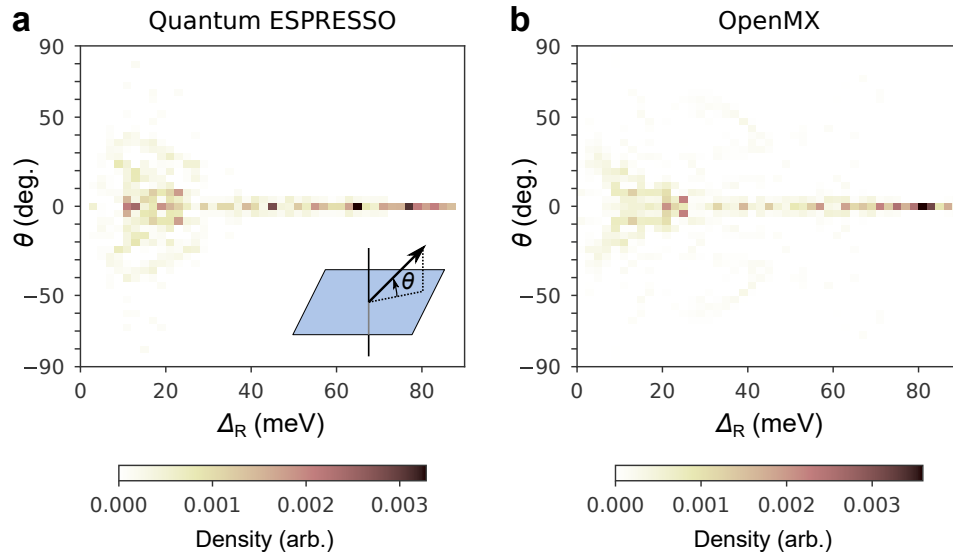 a
Quantum ESPRESSO
90
50
0
−50
−90
θ (deg.)
θ
0
20
40
60
80
Δ_R (meV)
0.000
0.001
0.002
0.003
Density (arb.)
b
OpenMX
90
50
0
−50
−90
θ (deg.)
0
20
40
60
80
Δ_R (meV)
0.000
0.001
0.002
0.003
Density (arb.)